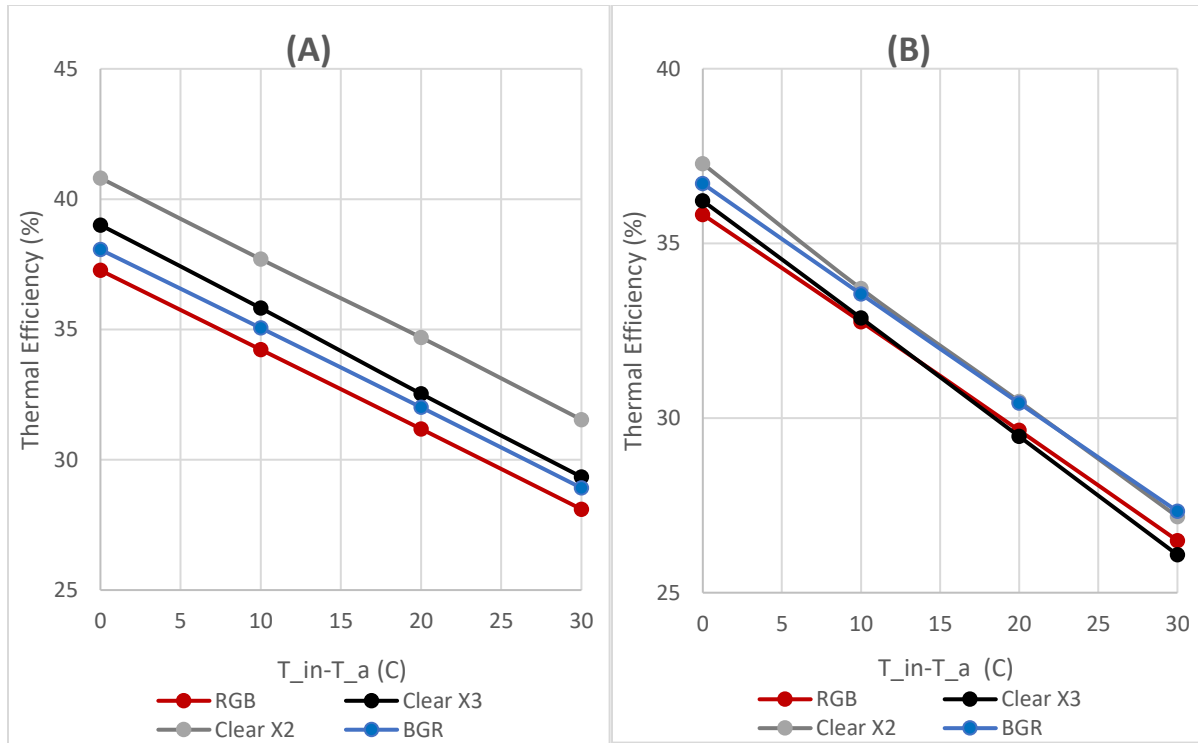 (A)
45
40
35
30
25
Thermal Efficiency (%)
0 5 10 15 20 25 30
T_in-T_a (C)
RGB Clear X3
Clear X2 BGR
(B)
40
35
30
25
Thermal Efficiency (%)
0 5 10 15 20 25 30
T_in-T_a (C)
RGB Clear X3
Clear X2 BGR